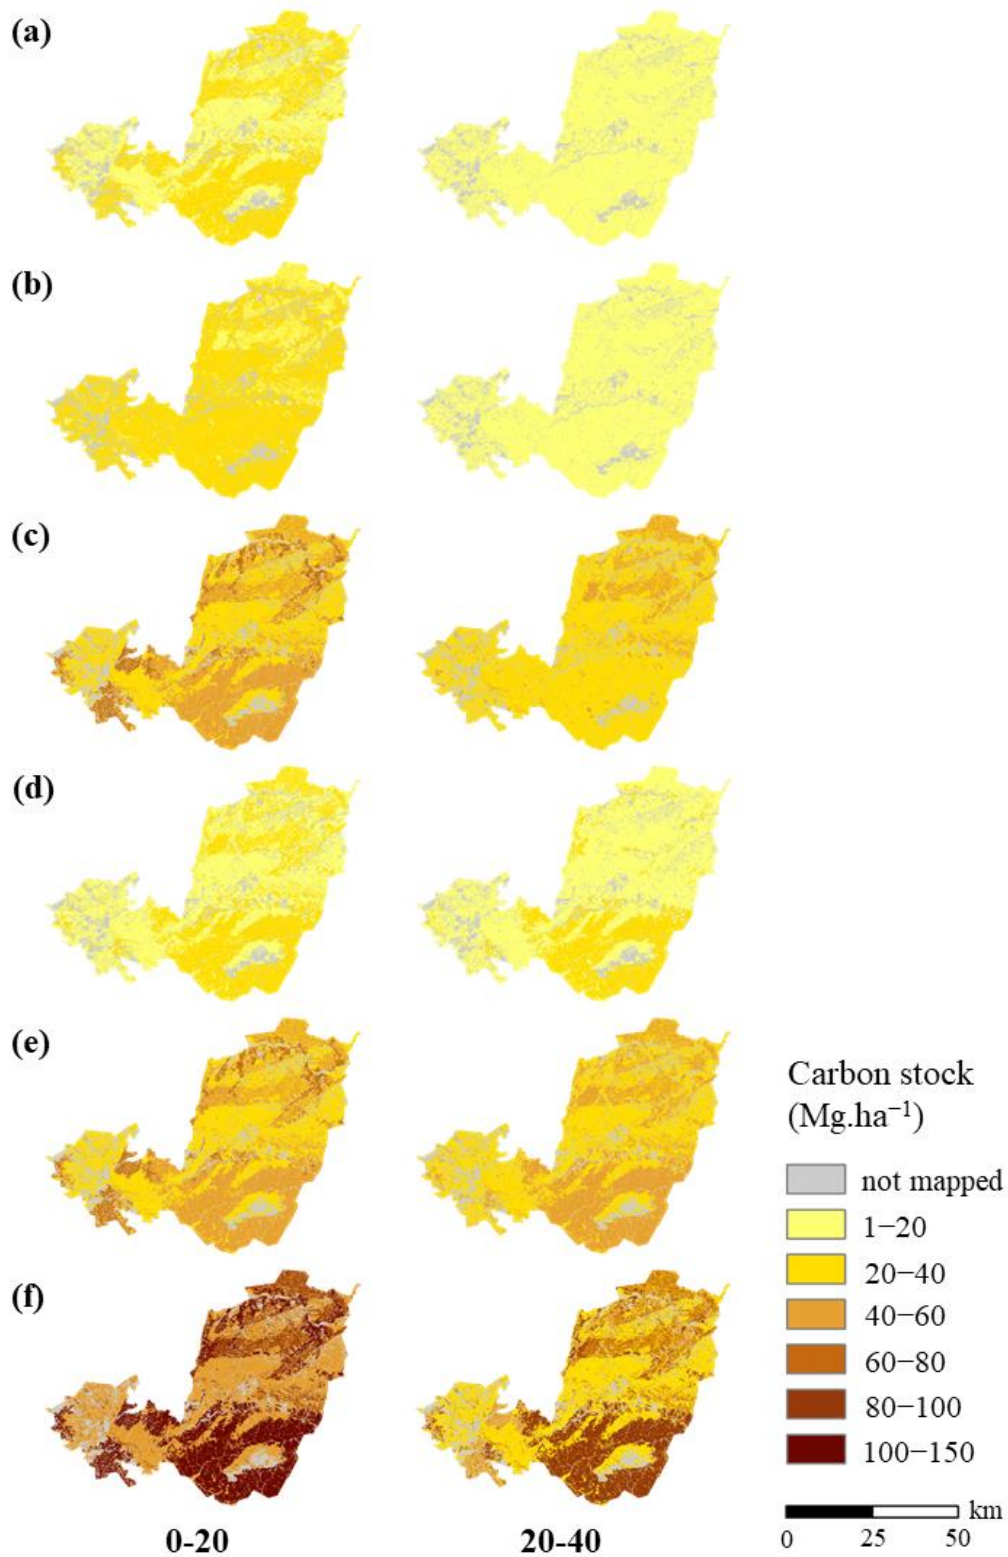 (a)
(b)
(c)
(d)
(e)
(f)
Carbon stock
(Mg.ha⁻¹)
not mapped
1–20
20–40
40–60
60–80
80–100
100–150
km
0 25 50
0-20 20-40